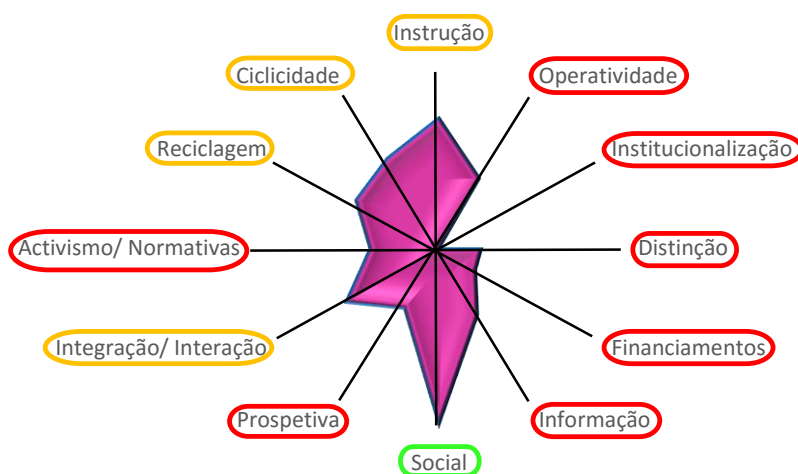 Instrução
Ciclicidade
Operatividade
Reciclagem
Institucionalização
Activismo/ Normativas
Distinção
Integração/ Interação
Financiamentos
Prospetiva
Informação
Social